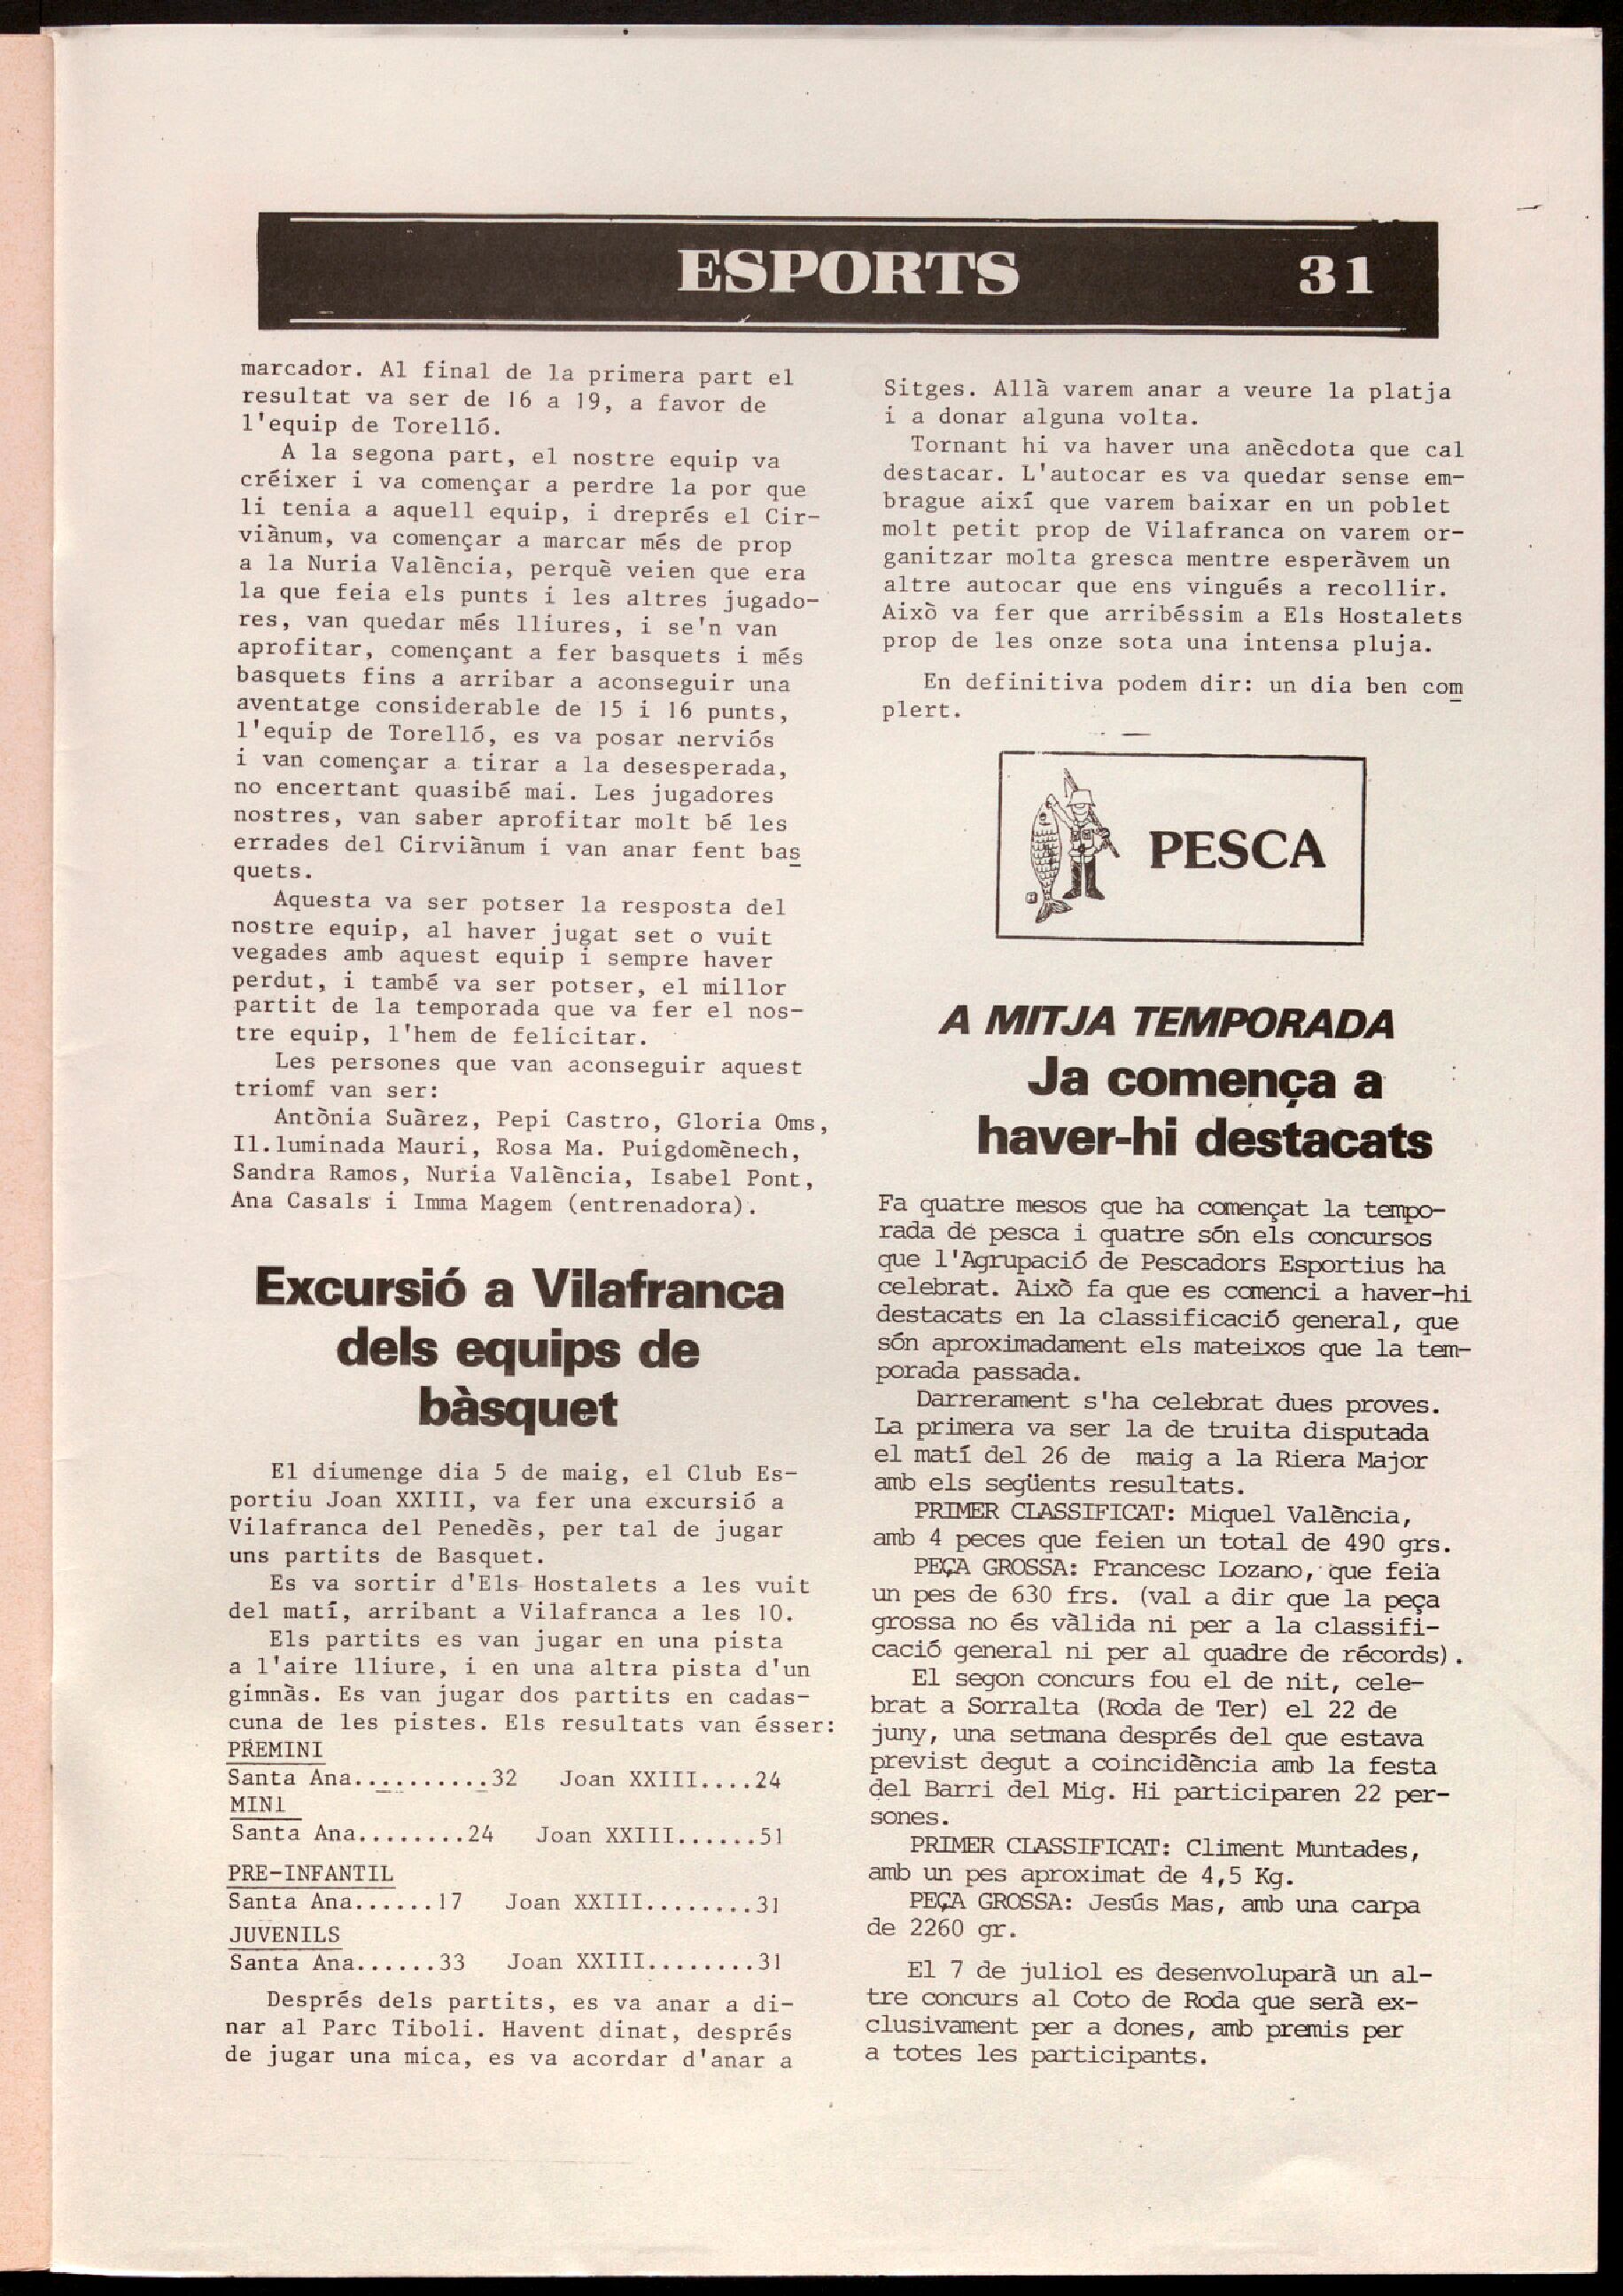 ESPORTS 31
marcador. Al final de la primera part el
resultat va ser de 16 a 19, a favor de
l'equip de Torelló.
A la segona part, el nostre equip va
créixer i va començar a perdre la por que
li tenia a aquell equip, i dreprés el Cir-
viànum, va començar a marcar més de prop
a la Nuria València, perquè veien que era
la que feia els punts i les altres jugado-
res, van quedar més lliures, i se'n van
aprofitar, començant a fer basquets i més
basquets fins a arribar a aconseguir una
aventatge considerable de 15 i 16 punts,
l'equip de Torelló, es va posar nerviós
i van començar a tirar a la desesperada,
no encertant quasibé mai. Les jugadores
nostres, van saber aprofitar molt bé les
errades del Cirviànum i van anar fent bas
quets.
Aquesta va ser potser la resposta del
nostre equip, al haver jugat set o vuit
vegades amb aquest equip i sempre haver
perdut, i també va ser potser, el millor
partit de la temporada que va fer el nos-
tre equip, l'hem de felicitar.
Les persones que van aconseguir aquest
triomf van ser:
Antònia Suàrez, Pepi Castro, Gloria Oms,
Il.luminada Mauri, Rosa Ma. Puigdomènech,
Sandra Ramos, Nuria València, Isabel Pont,
Ana Casals i Imma Magem (entrenadora).
Excursió a Vilafranca
dels equips de
bàsquet
El diumenge dia 5 de maig, el Club Es-
portiu Joan XXIII, va fer una excursió a
Vilafranca del Penedès, per tal de jugar
uns partits de Basquet.
Es va sortir d'Els Hostalets a les vuit
del matí, arribant a Vilafranca a les 10.
Els partits es van jugar en una pista
a l'aire lliure, i en una altra pista d'un
gimnàs. Es van jugar dos partits en cadas-
cuna de les pistes. Els resultats van ésser:
PREMINI
Santa Ana..........32 Joan XXIII....24
MIN1
Santa Ana........24 Joan XXIII......51
PRE-INFANTIL
Santa Ana......17 Joan XXIII........31
JUVENILS
Santa Ana......33 Joan XXIII........31
Després dels partits, es va anar a di-
nar al Parc Tiboli. Havent dinat, després
de jugar una mica, es va acordar d'anar a
Sitges. Allà varem anar a veure la platja
i a donar alguna volta.
Tornant hi va haver una anècdota que cal
destacar. L'autocar es va quedar sense em-
brague així que varem baixar en un poblet
molt petit prop de Vilafranca on varem or-
ganitzar molta gresca mentre esperàvem un
altre autocar que ens vingués a recollir.
Això va fer que arribéssim a Els Hostalets
prop de les onze sota una intensa pluja.
En definitiva podem dir: un dia ben com
plert.
PESCA
A MITJA TEMPORADA
Ja comença a
haver-hi destacats
Fa quatre mesos que ha començat la tempo-
rada de pesca i quatre són els concursos
que l'Agrupació de Pescadors Esportius ha
celebrat. Això fa que es comenci a haver-hi
destacats en la classificació general, que
són aproximadament els mateixos que la tem-
porada passada.
Darrerament s'ha celebrat dues proves.
La primera va ser la de truita disputada
el matí del 26 de maig a la Riera Major
amb els següents resultats.
PRIMER CLASSIFICAT: Miquel València,
amb 4 peces que feien un total de 490 grs.
PEÇA GROSSA: Francesc Lozano, que feia
un pes de 630 frs. (val a dir que la peça
grossa no és vàlida ni per a la classifi-
cació general ni per al quadre de récords).
El segon concurs fou el de nit, cele-
brat a Sorralta (Roda de Ter) el 22 de
juny, una setmana després del que estava
previst degut a coincidència amb la festa
del Barri del Mig. Hi participaren 22 per-
sones.
PRIMER CLASSIFICAT: Climent Muntades,
amb un pes aproximat de 4,5 Kg.
PEÇA GROSSA: Jesús Mas, amb una carpa
de 2260 gr.
El 7 de juliol es desenvoluparà un al-
tre concurs al Coto de Roda que serà ex-
clusivament per a dones, amb premis per
a totes les participants.